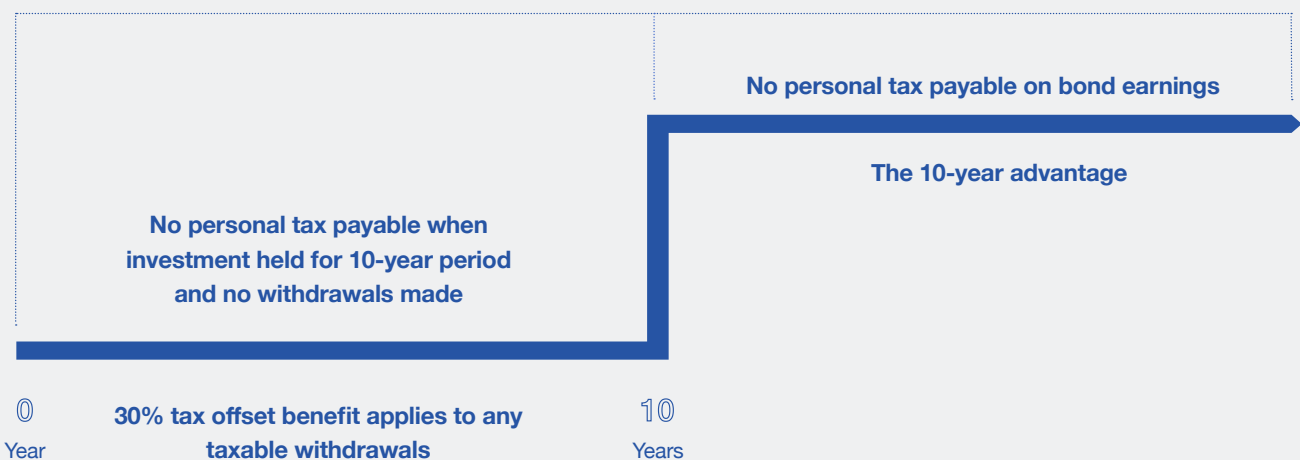 No personal tax payable on bond earnings
The 10-year advantage
No personal tax payable when
investment held for 10-year period
and no withdrawals made
0
Year
30% tax offset benefit applies to any
taxable withdrawals
10
Years